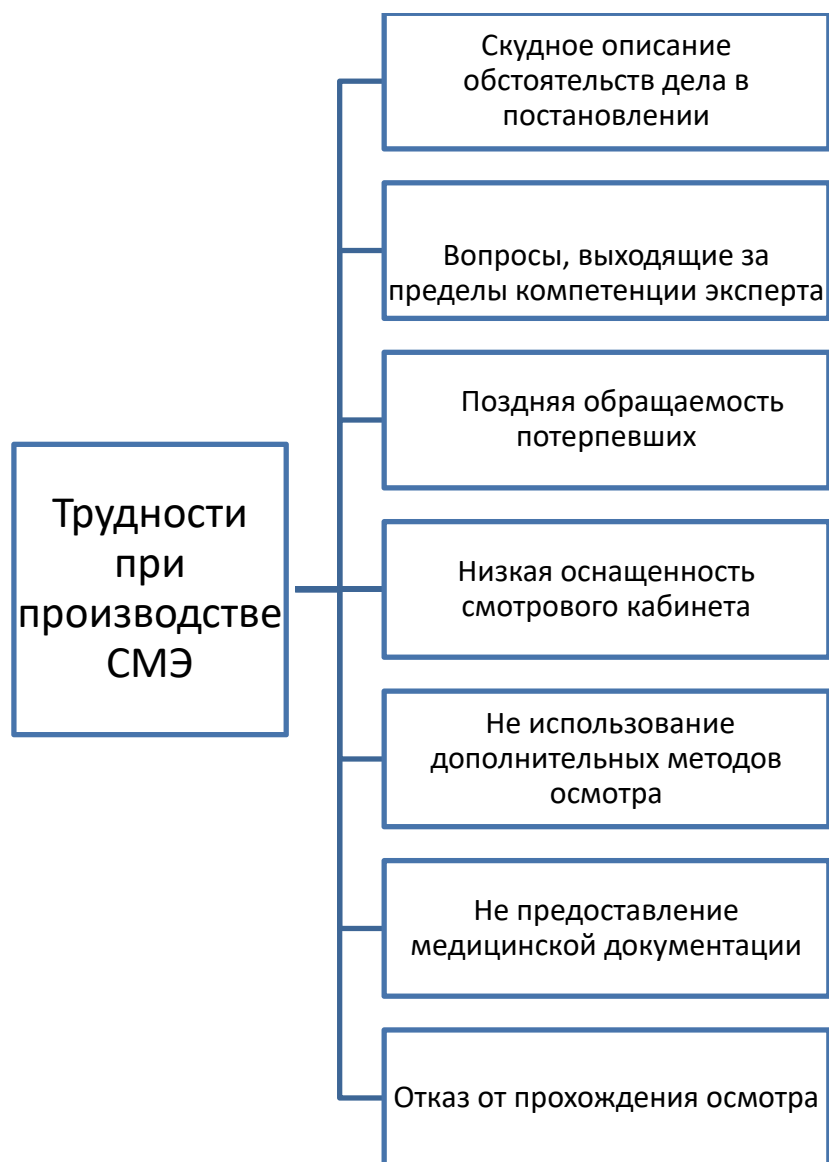 Трудности
при
производстве
СМЭ
Скудное описание
обстоятельств дела в
постановлении
Вопросы, выходящие за
пределы компетенции эксперта
Поздняя обращаемость
потерпевших
Низкая оснащенность
смотрового кабинета
Не использование
дополнительных методов
осмотра
Не предоставление
медицинской документации
Отказ от прохождения осмотра